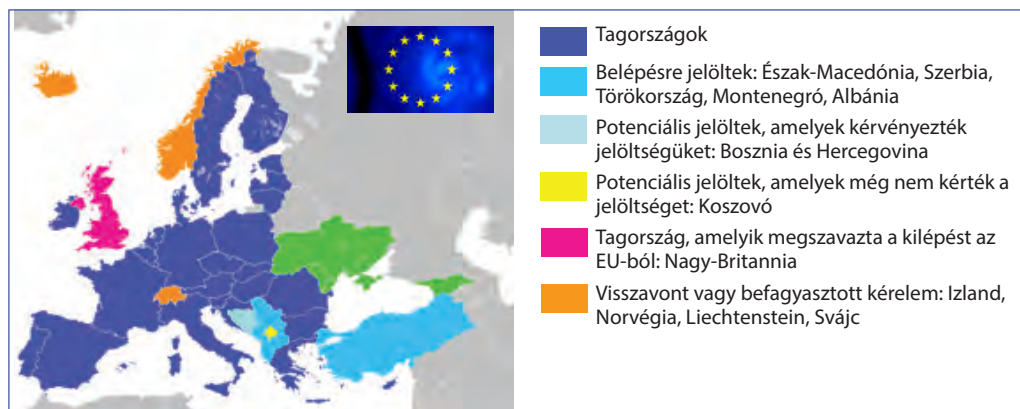 Tagországok
Belépésre jelöltek: Észak-Macedónia, Szerbia,
Törökország, Montenegró, Albánia
Potenciális jelöltek, amelyek kérvényezték
jelöltségüket: Bosznia és Hercegovina
Potenciális jelöltek, amelyek még nem kérték a
jelöltséget: Koszovó
Tagország, amelyik megszavazta a kilépést az
EU-ból: Nagy-Britannia
Visszavont vagy befagyasztott kérelem: Izland,
Norvégia, Liechtenstein, Svájc